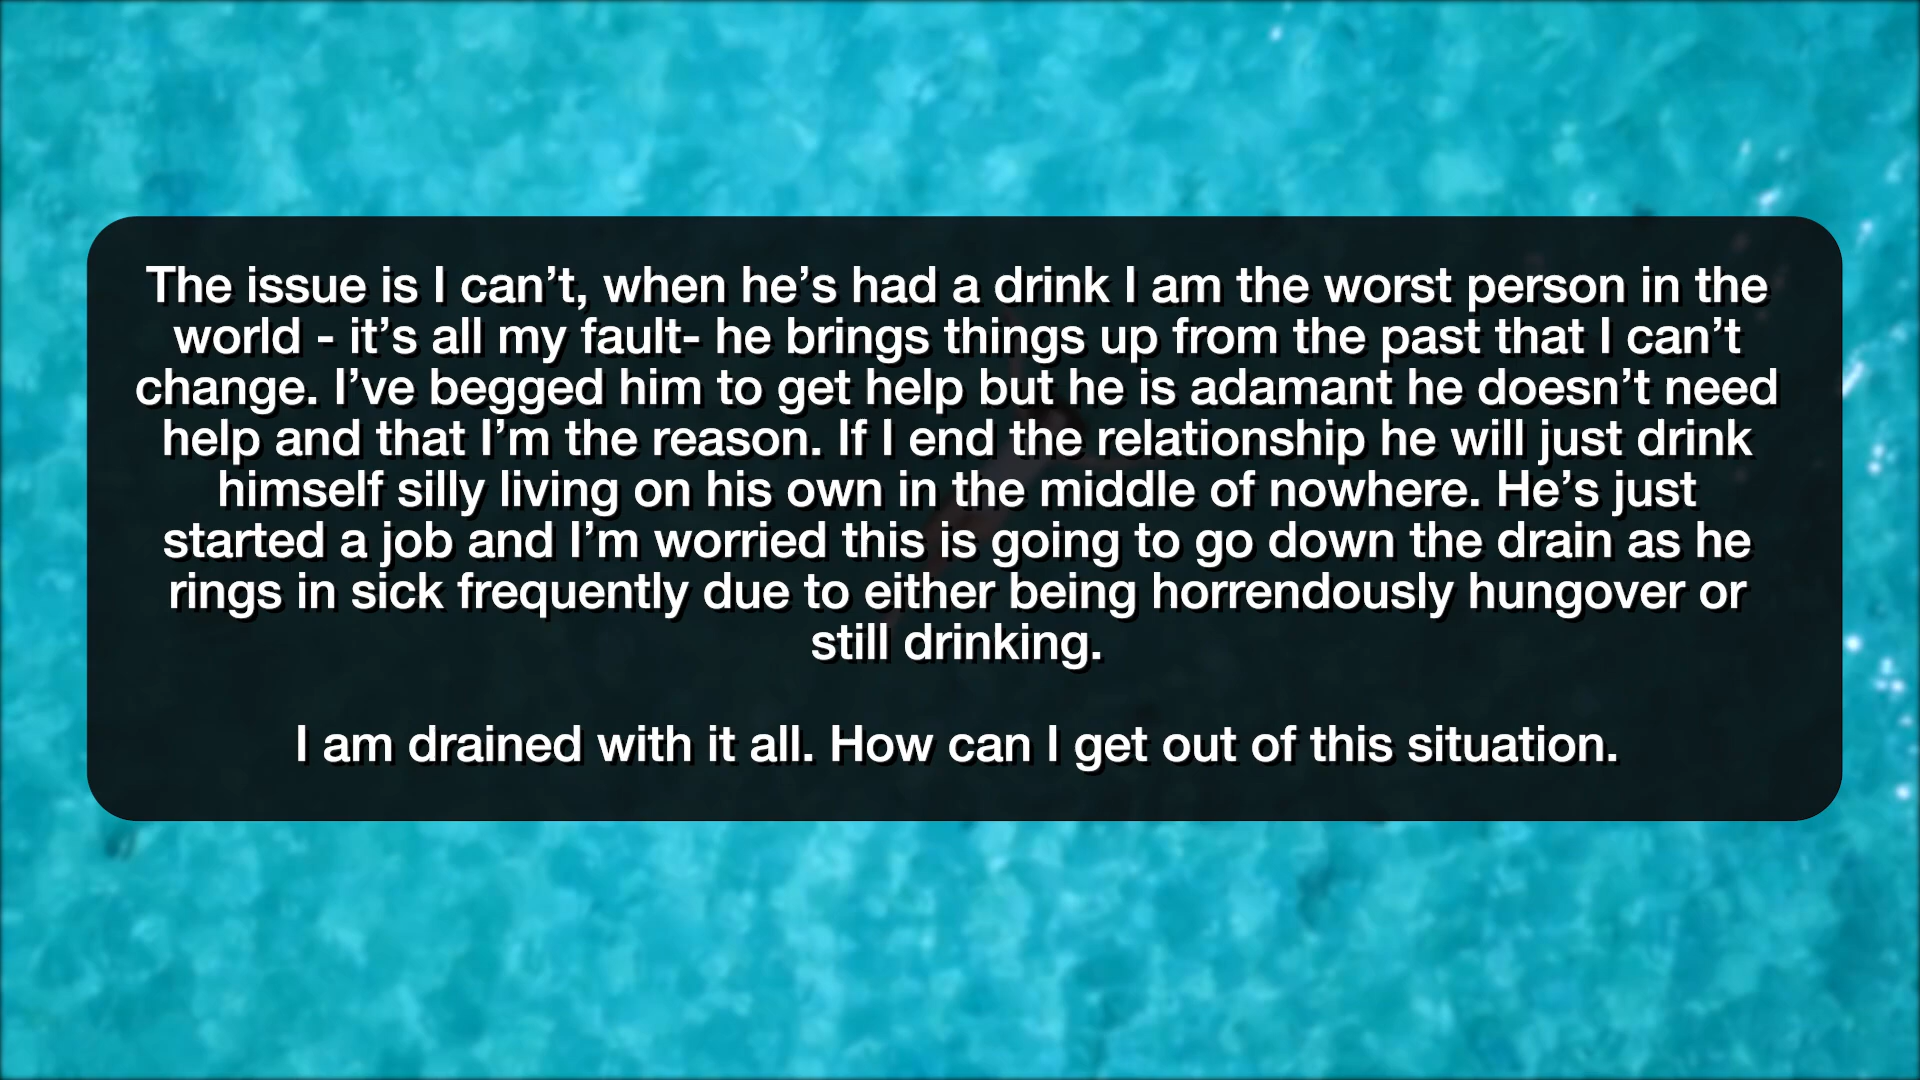 The issue is I can’t, when he’s had a drink I am the worst person in the
world - it’s all my fault- he brings things up from the past that I can’t
change. I’ve begged him to get help but he is adamant he doesn’t need
help and that I’m the reason. If I end the relationship he will just drink
himself silly living on his own in the middle of nowhere. He’s just
started a job and I’m worried this is going to go down the drain as he
rings in sick frequently due to either being horrendously hungover or
still drinking.
I am drained with it all. How can I get out of this situation.